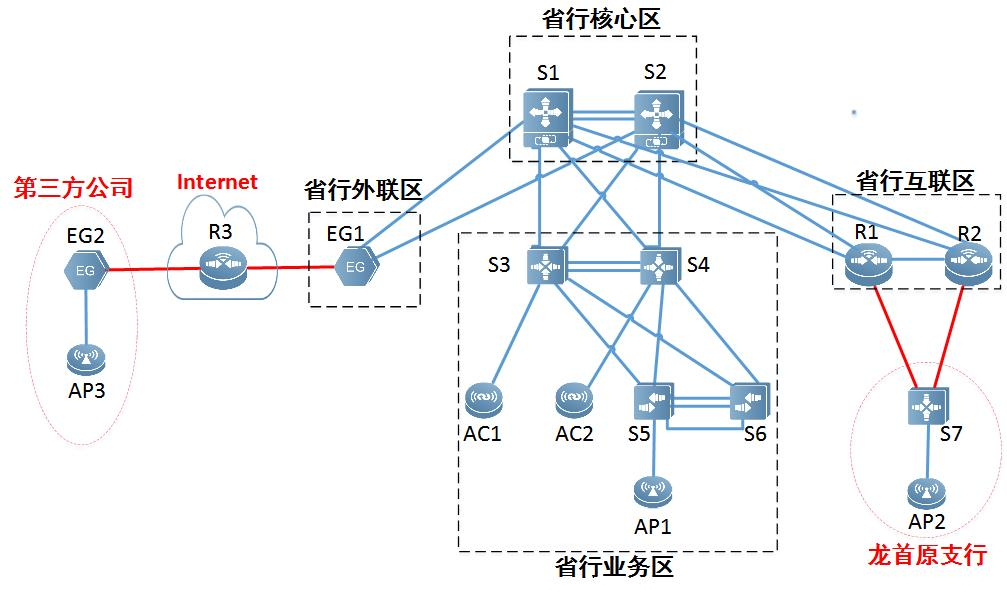 省行核心区
S1
S2
第三方公司
Internet
省行外联区
省行互联区
EG2
R3
EG1
R1
R2
EG
EG
S3
S4
AP3
AC1
AC2
S5
S6
S7
AP1
AP2
省行业务区
龙首原支行